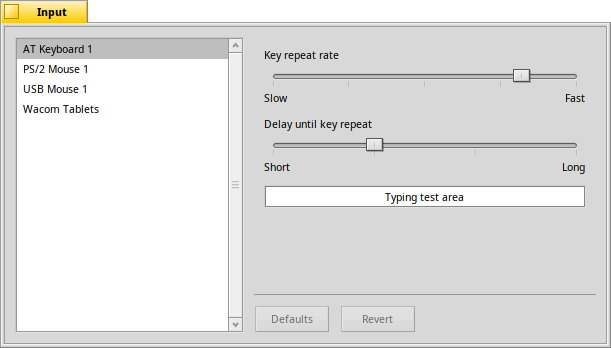 Input
AT Keyboard 1
PS/2 Mouse 1
USB Mouse 1
Wacom Tablets
Key repeat rate
Slow Fast
Delay until key repeat
Short Long
Typing test area
Defaults Revert